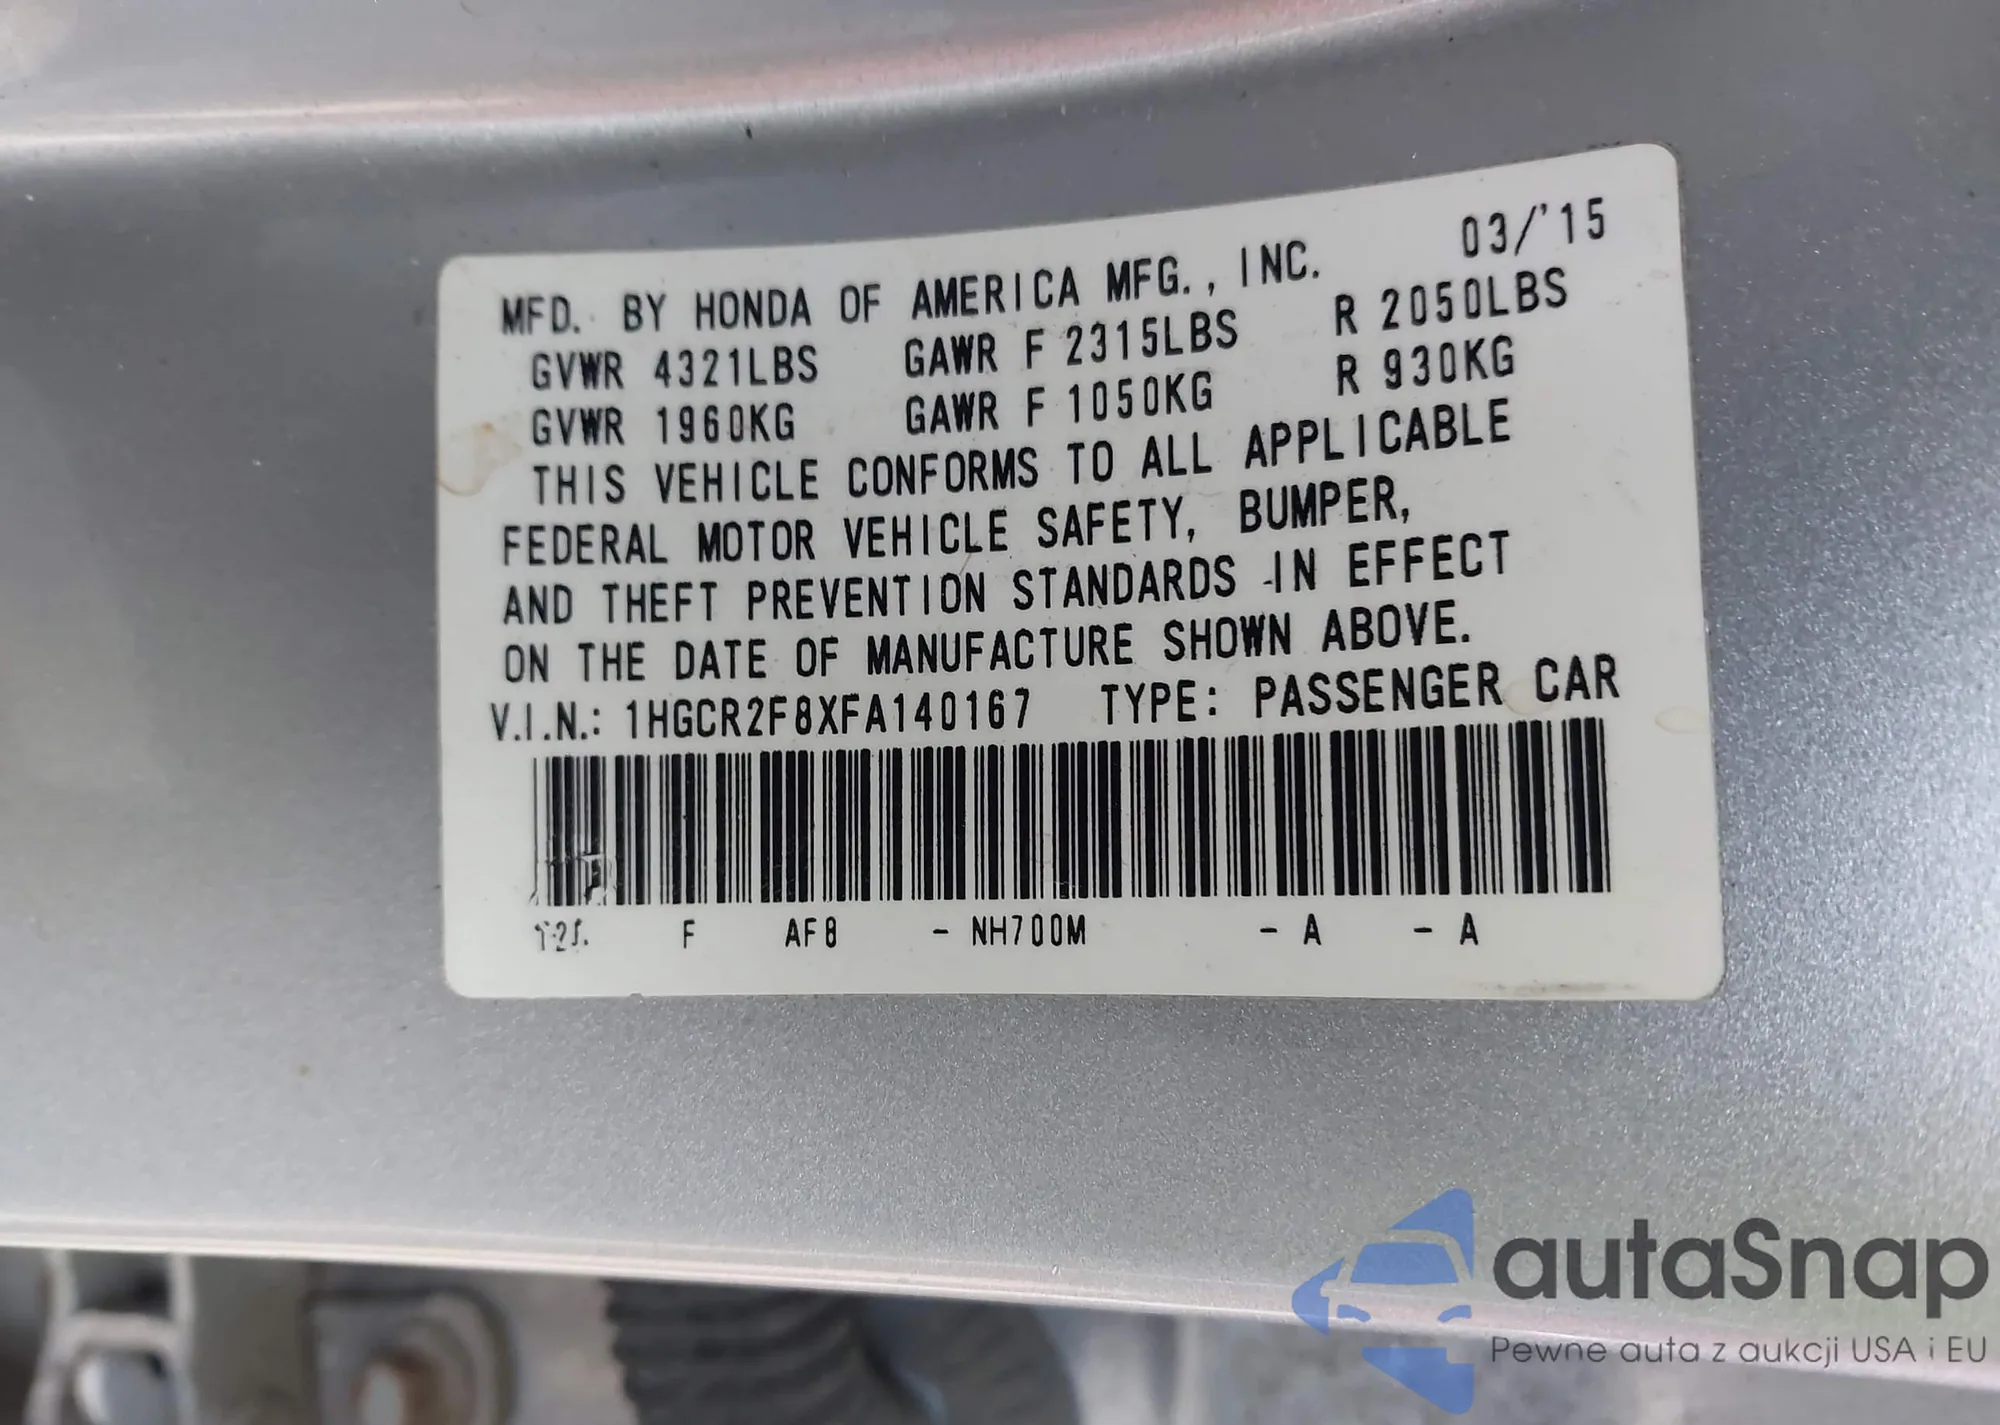 MFD. BY HONDA OF AMERICA MFG., INC. 03/'15
GVWR 4321LBS GAWR F 2315LBS R 2050LBS
GVWR 1960KG GAWR F 1050KG R 930KG
THIS VEHICLE CONFORMS TO ALL APPLICABLE
FEDERAL MOTOR VEHICLE SAFETY, BUMPER,
AND THEFT PREVENTION STANDARDS IN EFFECT
ON THE DATE OF MANUFACTURE SHOWN ABOVE.
V.I.N.: 1HGCR2F8XFA140167 TYPE: PASSENGER CAR
F AF8 - NH700M - A - A
autaSnap
Pewne auta z aukcji USA i EU